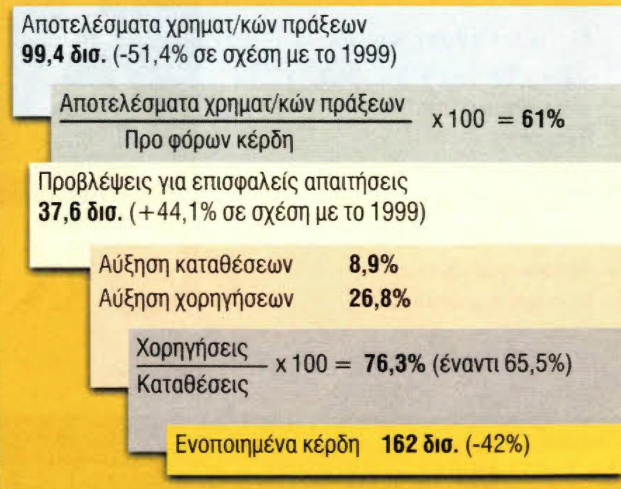 Αποτελέσματα χρηματ/κών πράξεων
99,4 δισ. (-51,4% σε σχέση με το 1999)
Αποτελέσματα χρηματ/κών πράξεων
x 100 = 61%
Προ φόρων κέρδη
Προβλέψεις για επισφαλείς απαιτήσεις
37,6 δισ. (+44,1% σε σχέση με το 1999)
Αύξηση καταθέσεων 8,9%
Αύξηση χορηγήσεων 26,8%
Χορηγήσεις
x 100 = 76,3% (έναντι 65,5%)
Καταθέσεις
Ενοποιημένα κέρδη 162 δισ. (-42%)